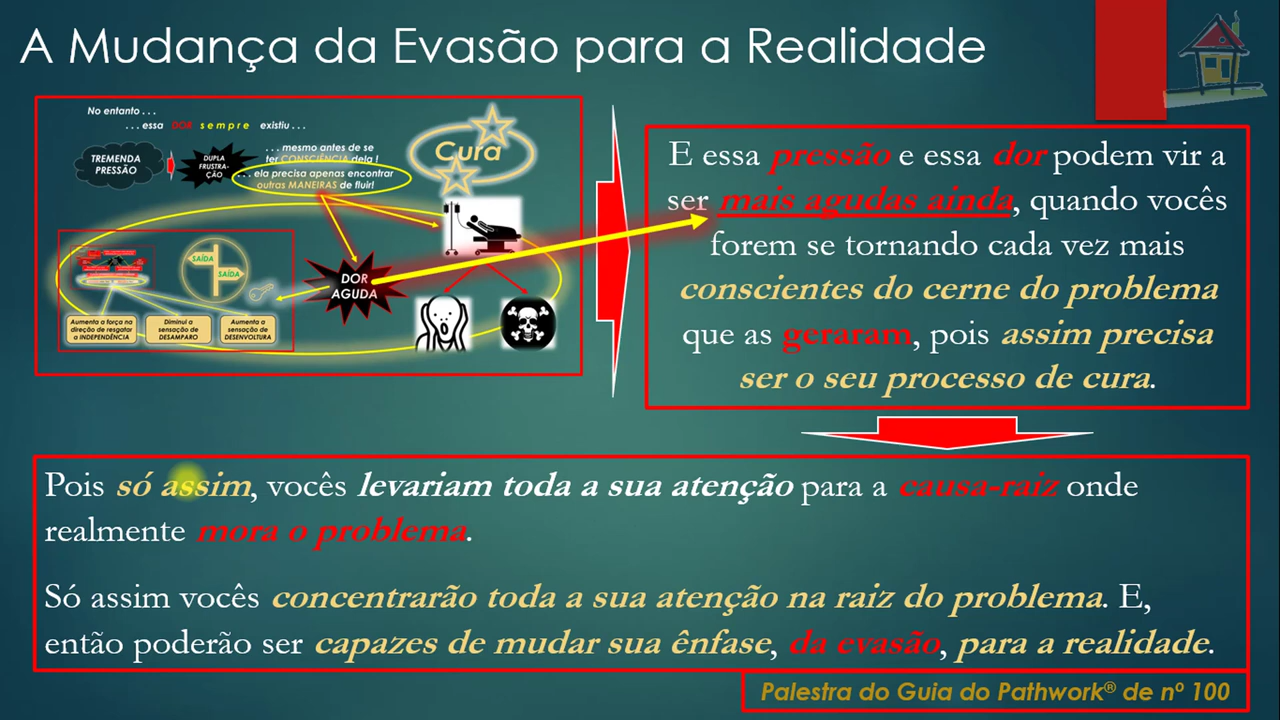 A Mudança da Evasão para a Realidade
No entanto . . .
. . . essa DOR sempre existiu . . .
. . . mesmo antes de se
ter CONSCIÊNCIA dela !
. . . ela precisa apenas encontrar
outras MANEIRAS de fluir!
TREMENDA
PRESSÃO
DUPLA
FRUSTRA-
ÇÃO
Cura
SAÍDA
SAÍDA
DOR
AGUDA
Aumenta a força na
direção de resgatar
a INDEPENDÊNCIA
Diminui a
sensação de
DESAMPARO
Aumenta a
sensação de
DESENVOLTURA
E essa pressão e essa dor podem vir a
ser mais agudas ainda, quando vocês
forem se tornando cada vez mais
conscientes do cerne do problema
que as geraram, pois assim precisa
ser o seu processo de cura.
Pois só assim, vocês levariam toda a sua atenção para a causa-raiz onde
realmente mora o problema.
Só assim vocês concentrarão toda a sua atenção na raiz do problema. E,
então poderão ser capazes de mudar sua ênfase, da evasão, para a realidade.
Palestra do Guia do Pathwork® de nº 100